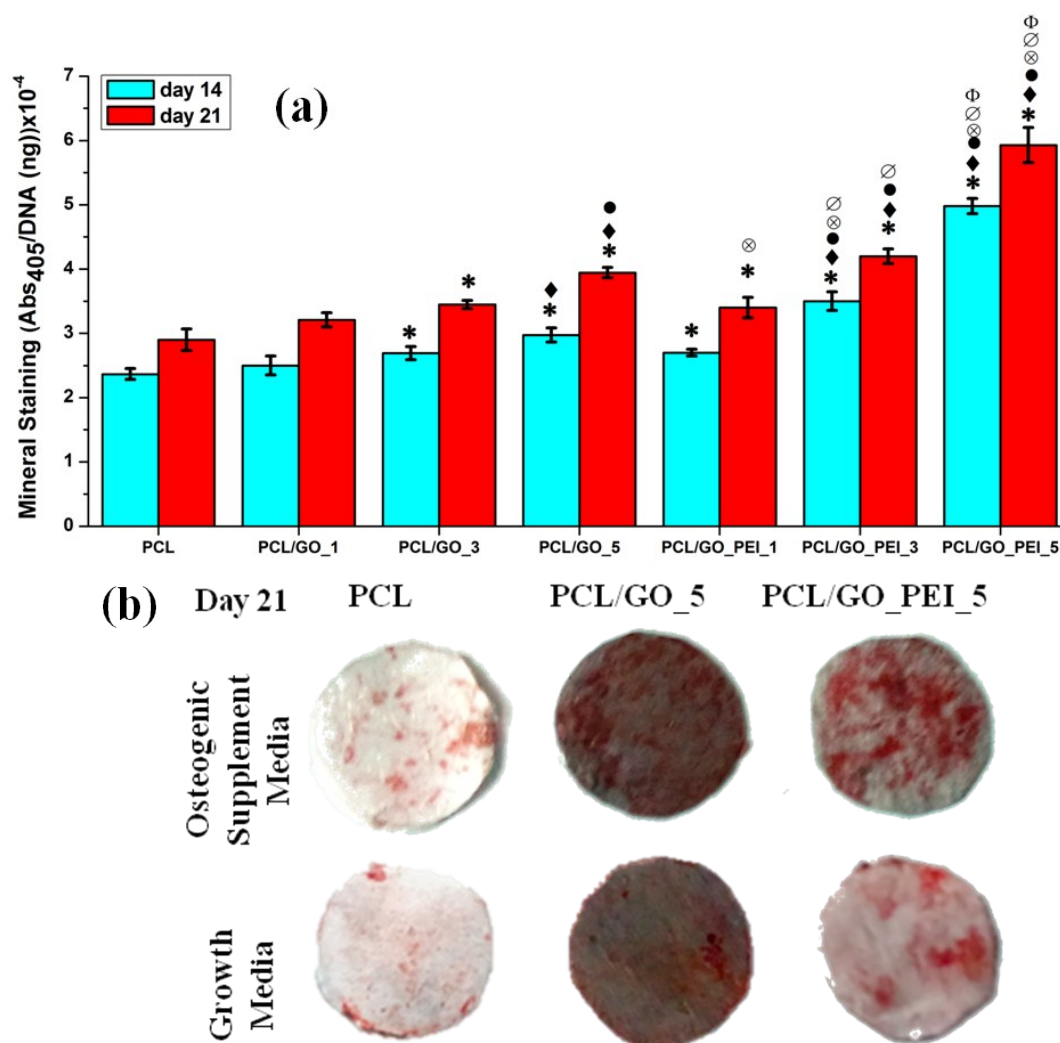 day 14
day 21
(a)
Mineral Staining (Abs405/DNA (ng))x10-4
7
6
5
4
3
2
1
0
*
*
♦
*
●
♦
*
*
⊗
*
∅
⊗
●
♦
*
∅
●
♦
*
Φ
∅
⊗
●
♦
*
Φ
∅
⊗
●
♦
*
PCL PCL/GO_1 PCL/GO_3 PCL/GO_5 PCL/GO_PEI_1 PCL/GO_PEI_3 PCL/GO_PEI_5
(b) Day 21 PCL PCL/GO_5 PCL/GO_PEI_5
Osteogenic
Supplement
Media
Growth
Media